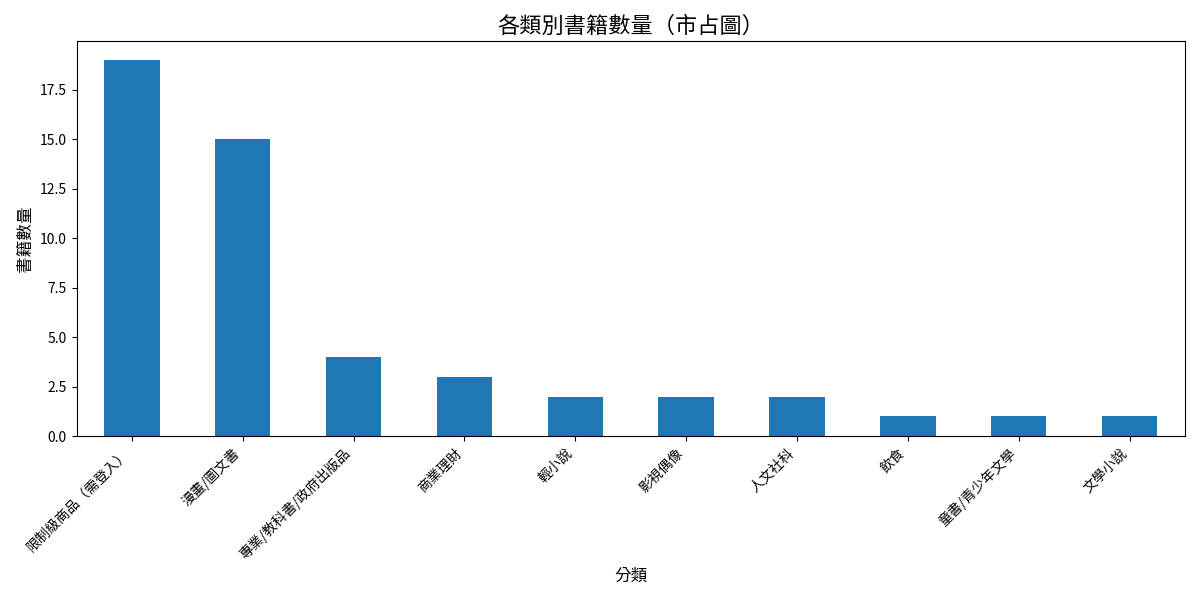 各類別書籍數量（市占圖）
書籍數量
17.5
15.0
12.5
10.0
7.5
5.0
2.5
0.0
限制級商品（需登入）
漫畫/圖文書
專業/教科書/政府出版品
商業理財
輕小說
影視偶像
人文社科
飲食
童書/青少年文學
文學小說
分類